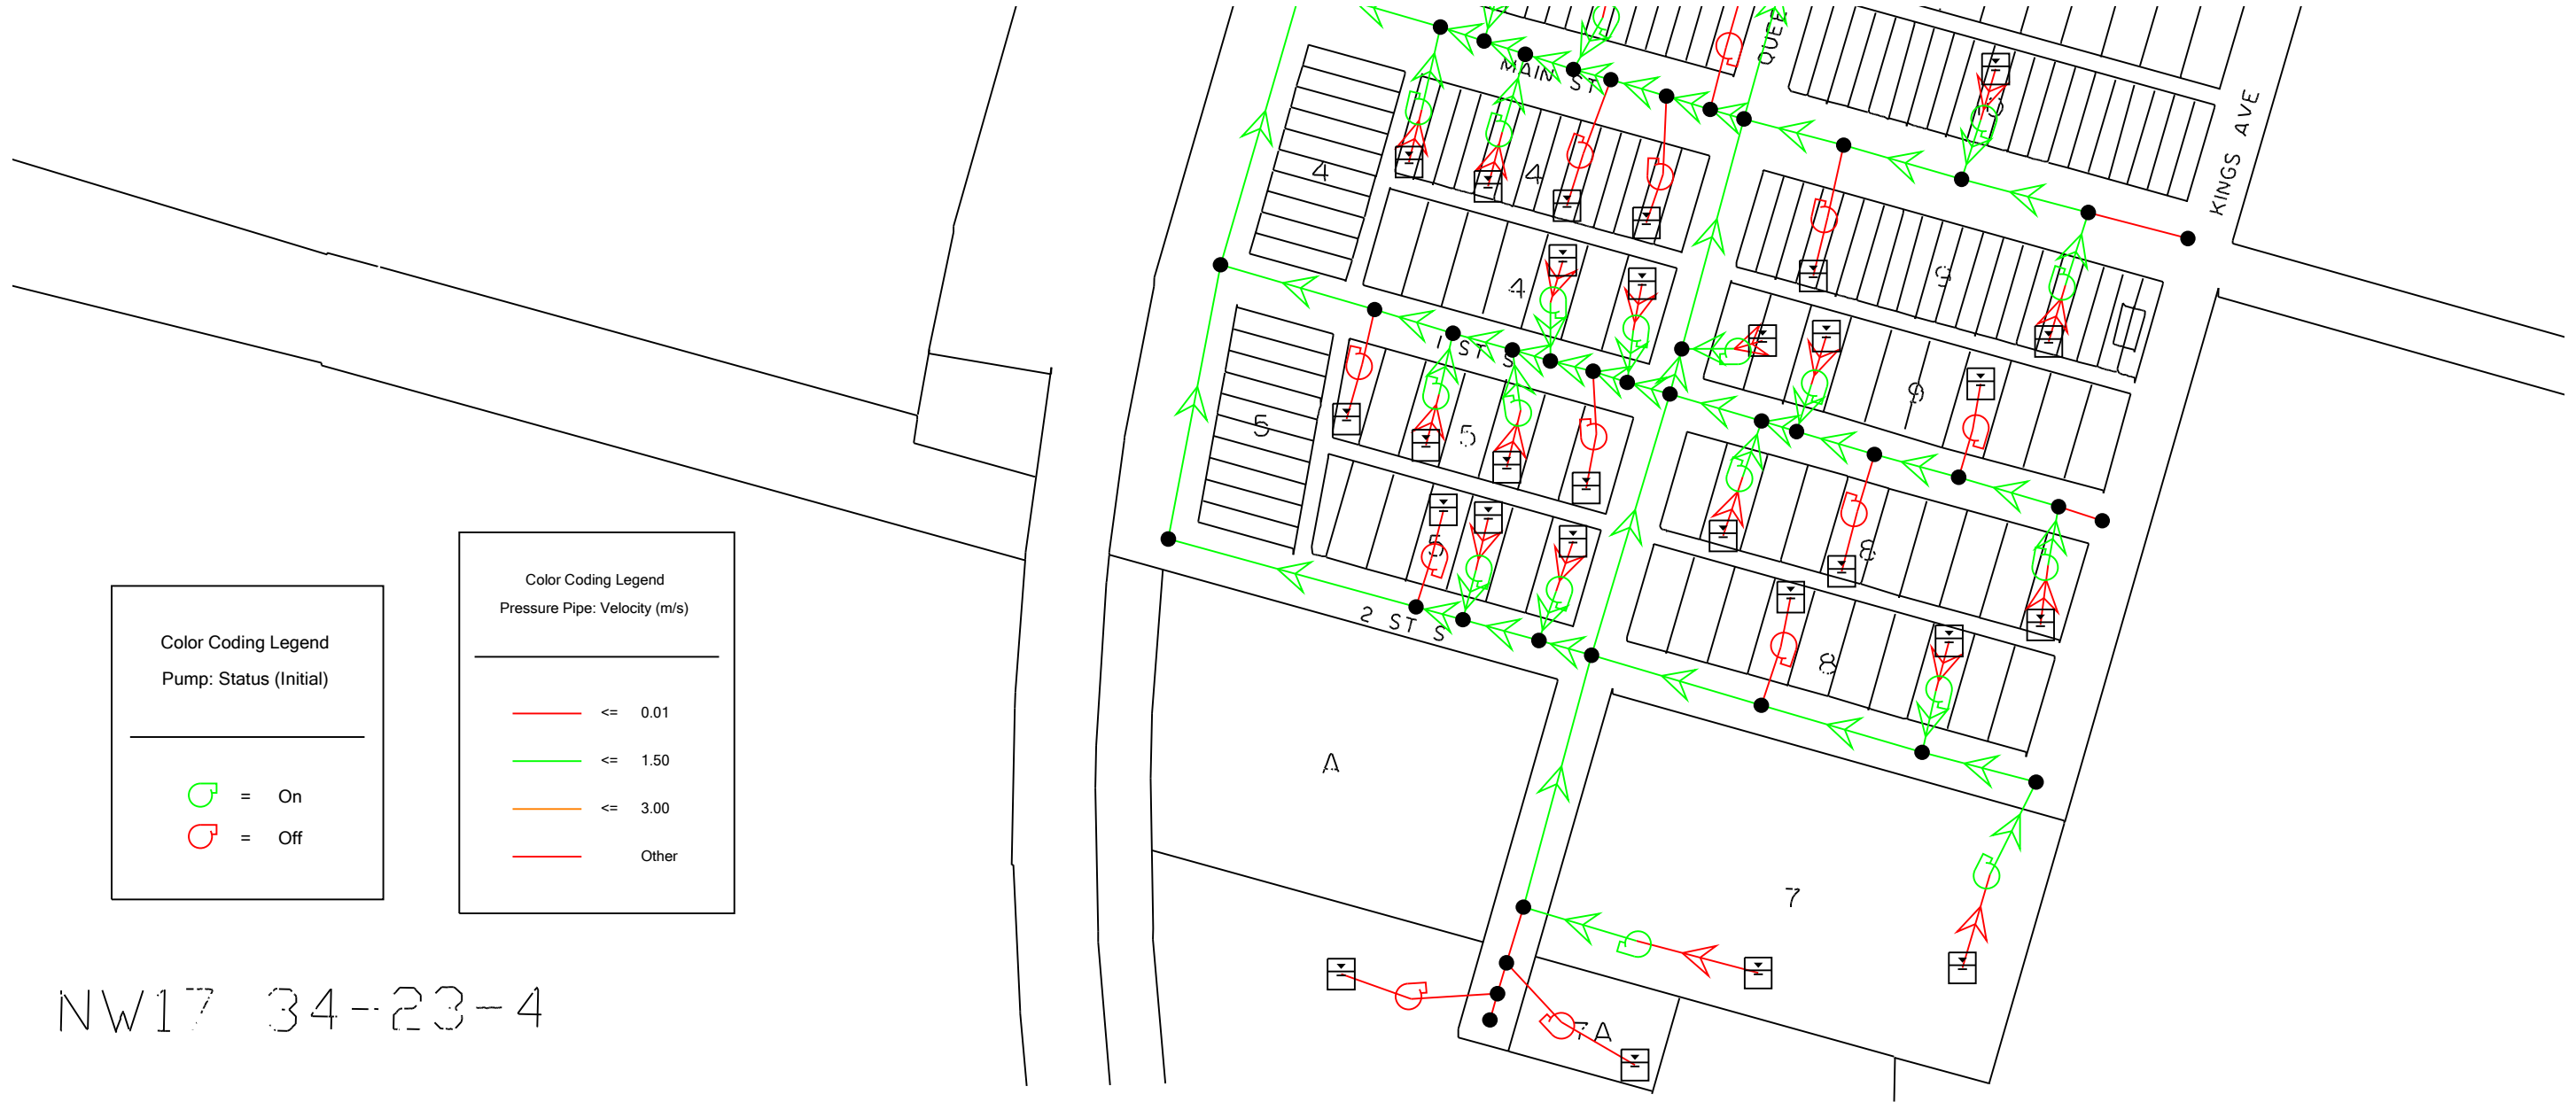 QUEE
MAIN ST
KINGS AVE
4
4
9
4
1 ST S
9
5
5
5
8
2 ST S
8
A
7
7A
Color Coding Legend
Pump: Status (Initial)
= On
= Off
Color Coding Legend
Pressure Pipe: Velocity (m/s)
<= 0.01
<= 1.50
<= 3.00
Other
NW17 34-23-4